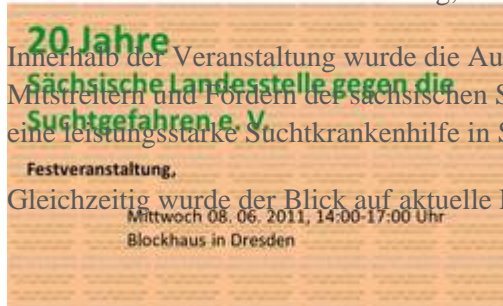 20 Jahre
Innerhalb der Veranstaltung wurde die Au
Sächsische Landesstelle gegen die
Mitstreitern und Fördern der sächsischen S
Suchtgefahren e. V.
eine leistungsstarke Suchtkrankenhilfe in S
Festveranstaltung,
Gleichzeitig wurde der Blick auf aktuelle
Mittwoch 08. 06. 2011, 14:00-17:00 Uhr
Blockhaus in Dresden